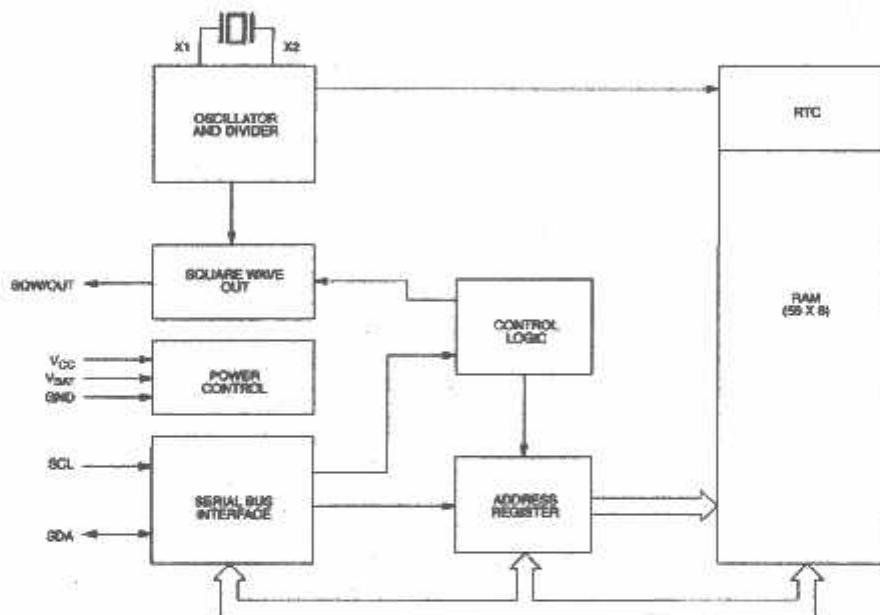 X1
X2
OSCILLATOR
AND DIVIDER
RTC
SQUARE WAVE
OUT
SQW/OUT
CONTROL
LOGIC
RAM
(56 X 8)
VCC
VBAT
GND
POWER
CONTROL
SCL
SERIAL BUS
INTERFACE
SDA
ADDRESS
REGISTER